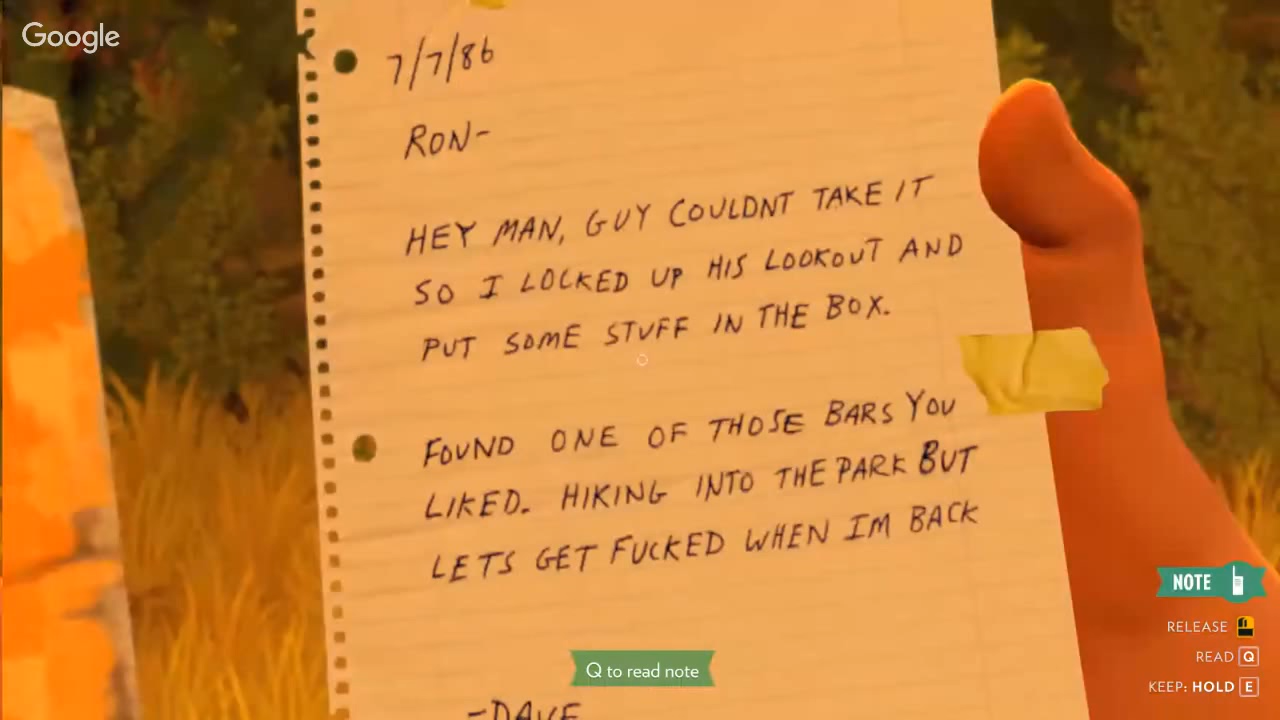 Google
7/7/86
RON-
HEY MAN, GUY COULDNT TAKE IT
SO I LOCKED UP HIS LOOKOUT AND
PUT SOME STUFF IN THE BOX.
FOUND ONE OF THOSE BARS YOU
LIKED. HIKING INTO THE PARK BUT
LETS GET FUCKED WHEN IM BACK
-DAVE
NOTE
RELEASE
READ Q
KEEP: HOLD E
Q to read note